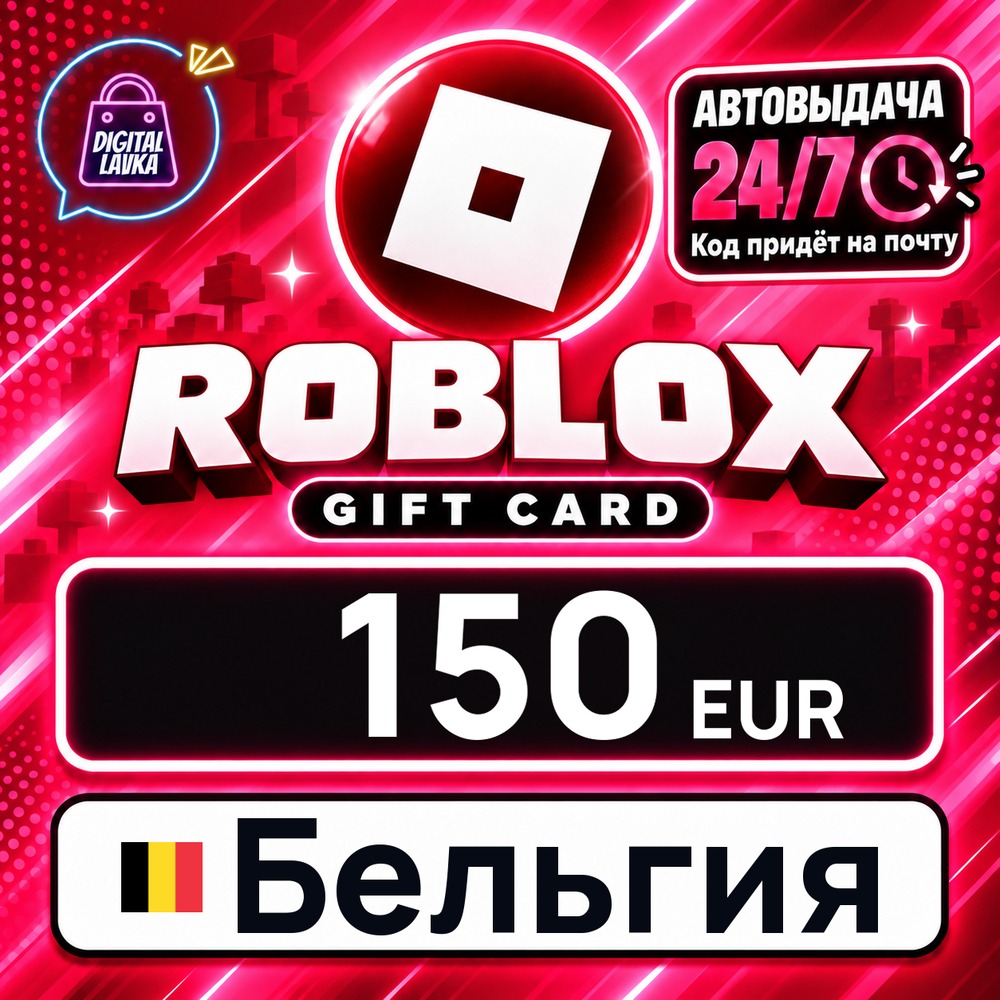 DIGITAL
LAVKA
АВТОВЫДАЧА
24/7
Код придёт на почту
ROBLOX
GIFT CARD
150 EUR
Бельгия